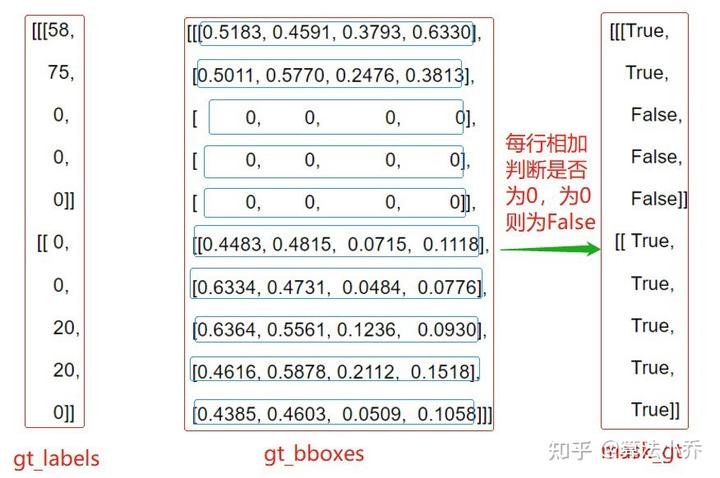 [[[58,
75,
0,
0,
0]]
[[ 0,
0,
20,
20,
0]]
gt_labels
[[[0.5183, 0.4591, 0.3793, 0.6330],
[0.5011, 0.5770, 0.2476, 0.3813],
[ 0, 0, 0, 0],
[ 0, 0, 0, 0],
[ 0, 0, 0, 0]],
[[0.4483, 0.4815, 0.0715, 0.1118],
[0.6334, 0.4731, 0.0484, 0.0776],
[0.6364, 0.5561, 0.1236, 0.0930],
[0.4616, 0.5878, 0.2112, 0.1518],
[0.4385, 0.4603, 0.0509, 0.1058]]]
gt_bboxes
每行相加
判断是否
为0，为0
则为False
[[[True,
True,
False,
False,
False]]
[[ True,
True,
True,
True,
True]]
mask_gt
知乎 @算法小乔